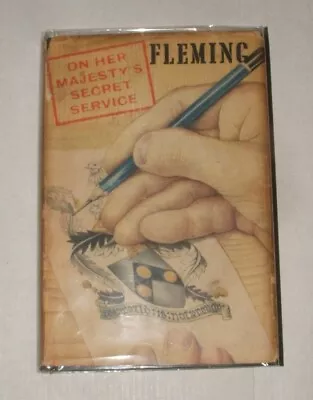 ON HER
MAJESTY'S
SECRET
SERVICE
FLEMING